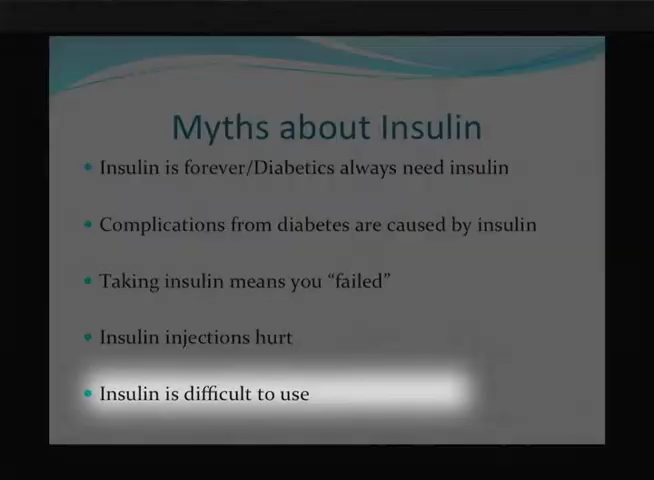 Myths about Insulin
Insulin is forever/Diabetics always need insulin
Complications from diabetes are caused by insulin
Taking insulin means you “failed”
Insulin injections hurt
Insulin is difficult to use